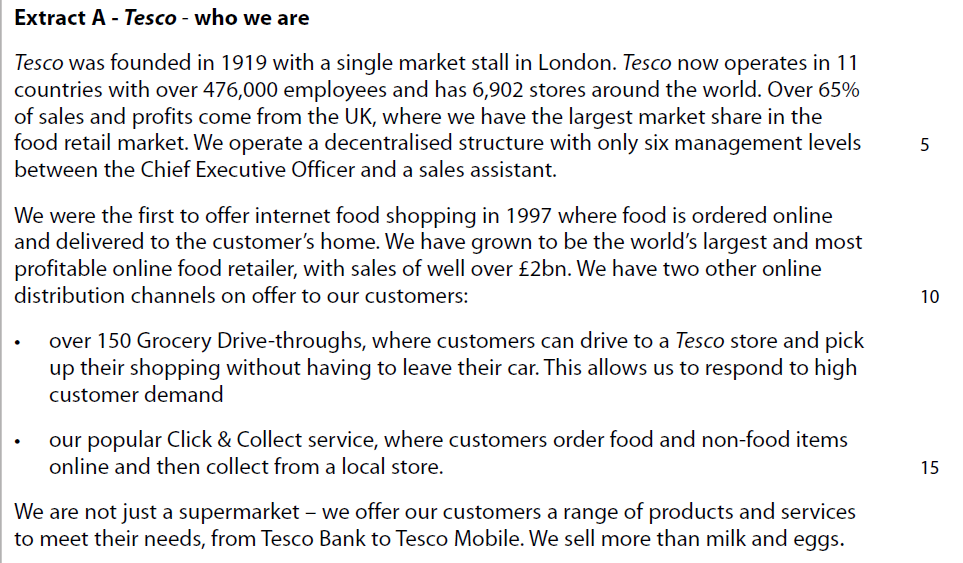 Extract A - Tesco - who we are
Tesco was founded in 1919 with a single market stall in London. Tesco now operates in 11
countries with over 476,000 employees and has 6,902 stores around the world. Over 65%
of sales and profits come from the UK, where we have the largest market share in the
food retail market. We operate a decentralised structure with only six management levels 5
between the Chief Executive Officer and a sales assistant.
We were the first to offer internet food shopping in 1997 where food is ordered online
and delivered to the customer's home. We have grown to be the world's largest and most
profitable online food retailer, with sales of well over £2bn. We have two other online
distribution channels on offer to our customers: 10
• over 150 Grocery Drive-throughs, where customers can drive to a Tesco store and pick
up their shopping without having to leave their car. This allows us to respond to high
customer demand
• our popular Click & Collect service, where customers order food and non-food items
online and then collect from a local store. 15
We are not just a supermarket – we offer our customers a range of products and services
to meet their needs, from Tesco Bank to Tesco Mobile. We sell more than milk and eggs.